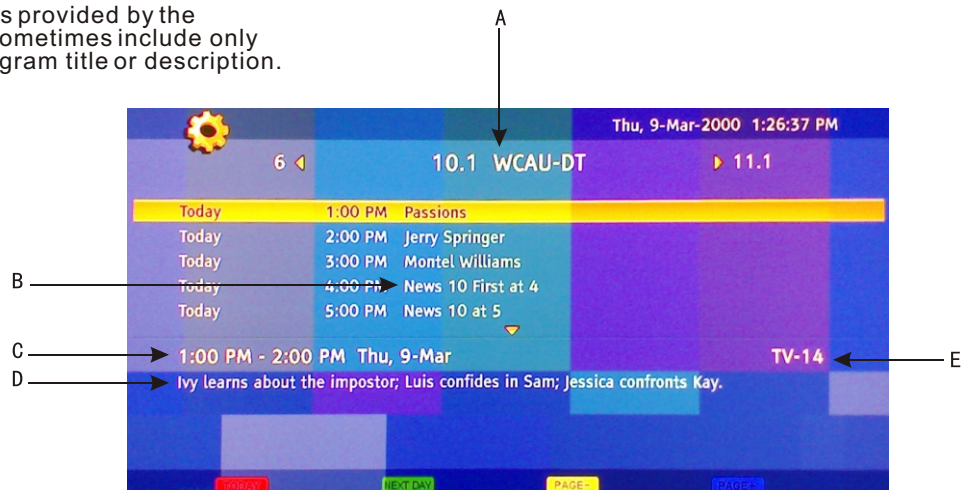 s provided by the
ometimes include only
gram title or description.
A
Thu, 9-Mar-2000 1:26:37 PM
6 10.1 WCAU-DT 11.1
Today 1:00 PM Passions
Today 2:00 PM Jerry Springer
Today 3:00 PM Montel Williams
B Today 4:00 PM News 10 First at 4
Today 5:00 PM News 10 at 5
C 1:00 PM - 2:00 PM Thu, 9-Mar TV-14 E
D Ivy learns about the impostor; Luis confides in Sam; Jessica confronts Kay.
TODAY NEXT DAY PAGE- PAGE+